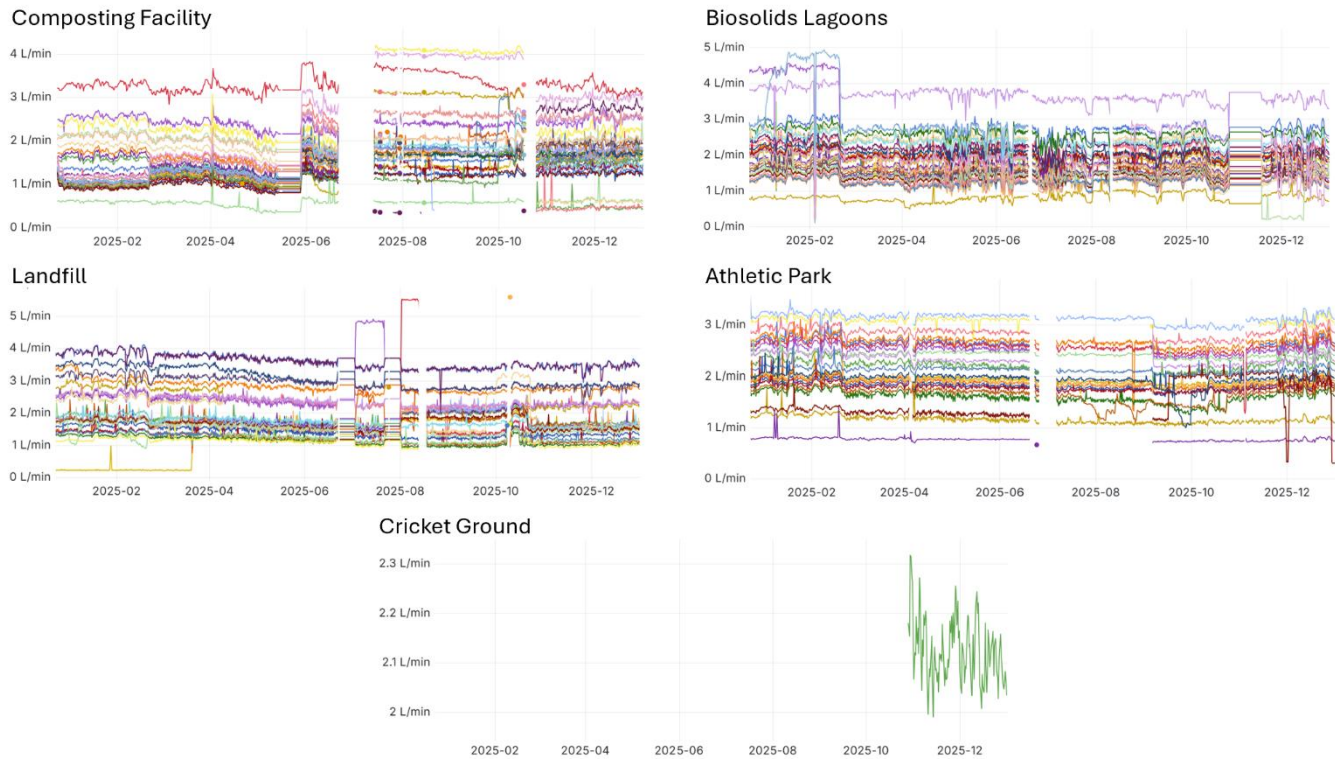 Composting Facility
4 L/min
3 L/min
2 L/min
1 L/min
0 L/min
2025-02 2025-04 2025-06 2025-08 2025-10 2025-12
Biosolids Lagoons
5 L/min
4 L/min
3 L/min
2 L/min
1 L/min
0 L/min
2025-02 2025-04 2025-06 2025-08 2025-10 2025-12
Landfill
5 L/min
4 L/min
3 L/min
2 L/min
1 L/min
0 L/min
2025-02 2025-04 2025-06 2025-08 2025-10 2025-12
Athletic Park
3 L/min
2 L/min
1 L/min
0 L/min
2025-02 2025-04 2025-06 2025-08 2025-10 2025-12
Cricket Ground
2.3 L/min
2.2 L/min
2.1 L/min
2 L/min
2025-02 2025-04 2025-06 2025-08 2025-10 2025-12